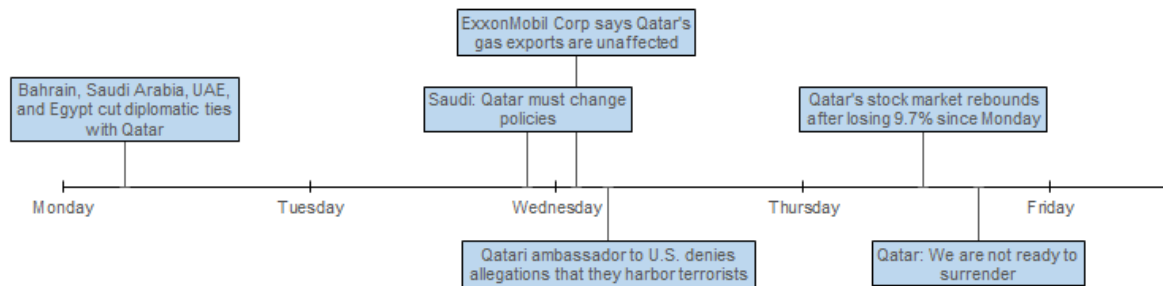 ExxonMobil Corp says Qatar's
gas exports are unaffected
Bahrain, Saudi Arabia, UAE,
and Egypt cut diplomatic ties
with Qatar
Saudi: Qatar must change
policies
Qatar's stock market rebounds
after losing 9.7% since Monday
Monday
Tuesday
Wednesday
Thursday
Friday
Qatari ambassador to U.S. denies
allegations that they harbor terrorists
Qatar: We are not ready to
surrender